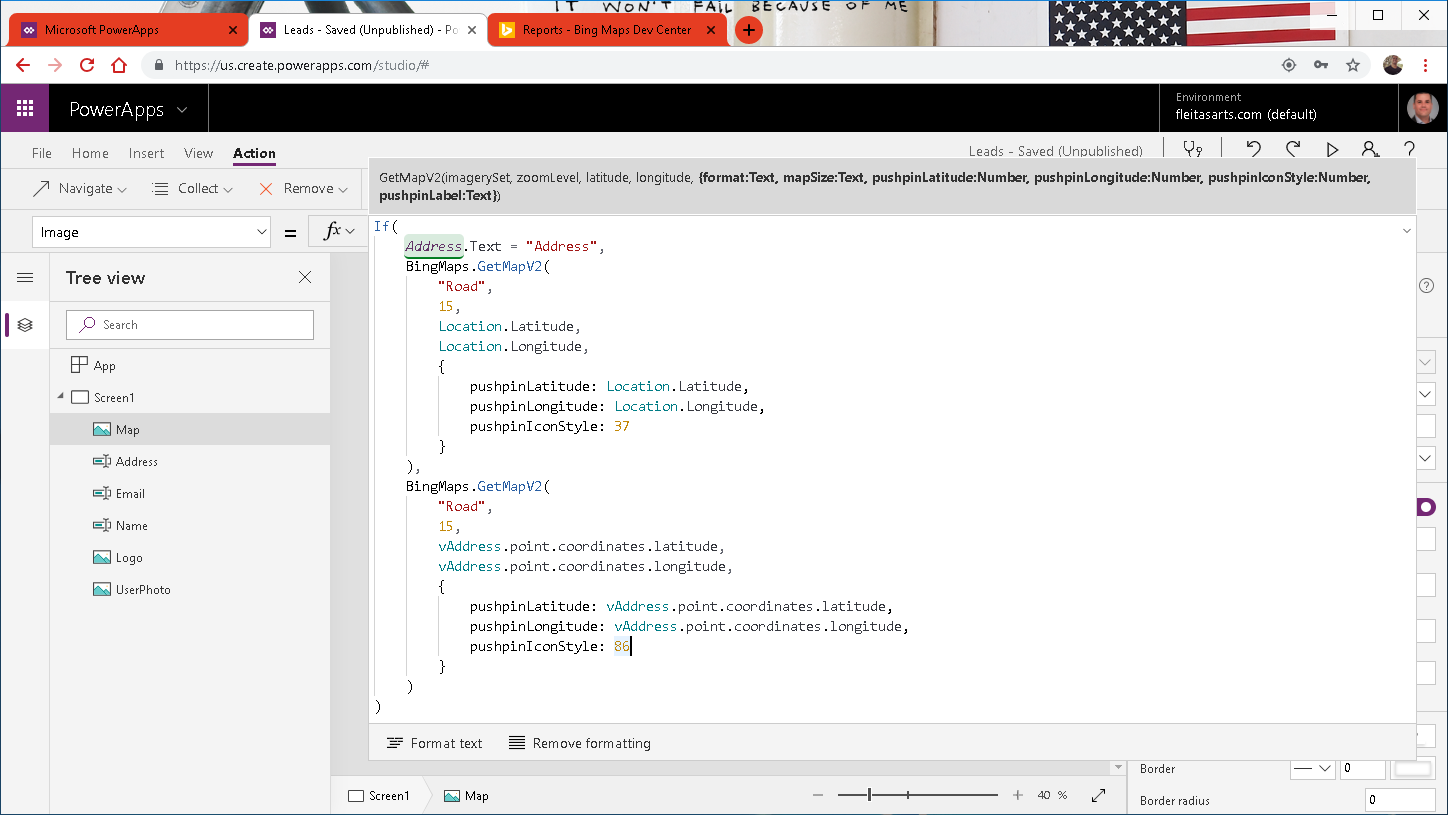 IT WON'T FAIL BECAUSE OF ME
Microsoft PowerApps
Leads - Saved (Unpublished) - Po
Reports - Bing Maps Dev Center
https://us.create.powerapps.com/studio/#
PowerApps
Environment
fleitasarts.com (default)
File Home Insert View Action
Leads - Saved (Unpublished)
Navigate Collect Remove
GetMapV2(imagerySet, zoomLevel, latitude, longitude, {format:Text, mapSize:Text, pushpinLatitude:Number, pushpinLongitude:Number, pushpinIconStyle:Number,
pushpinLabel:Text})
Image = fx
If(
Address.Text = "Address",
BingMaps.GetMapV2(
"Road",
15,
Location.Latitude,
Location.Longitude,
{
pushpinLatitude: Location.Latitude,
pushpinLongitude: Location.Longitude,
pushpinIconStyle: 37
}
),
BingMaps.GetMapV2(
"Road",
15,
vAddress.point.coordinates.latitude,
vAddress.point.coordinates.longitude,
{
pushpinLatitude: vAddress.point.coordinates.latitude,
pushpinLongitude: vAddress.point.coordinates.longitude,
pushpinIconStyle: 86
}
)
)
Format text Remove formatting
Tree view
Search
App
Screen1
Map
Address
Email
Name
Logo
UserPhoto
Screen1 Map
40 %
Border 0
Border radius 0